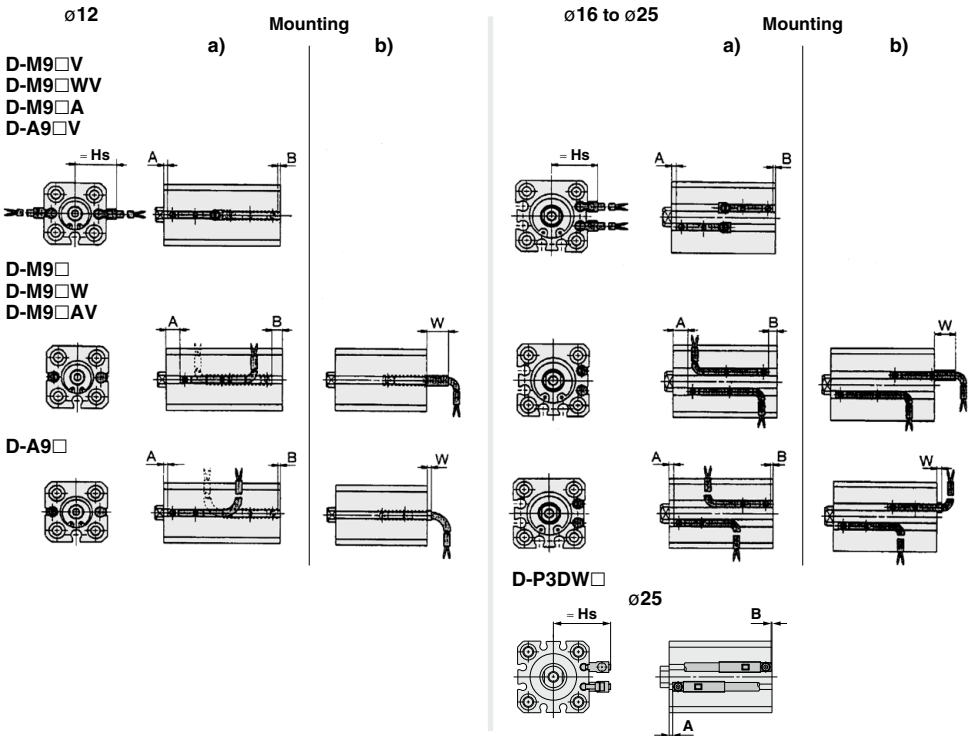 ø12
Mounting
a)
b)
D-M9□V
D-M9□WV
D-M9□A
D-A9□V
≈ Hs
A
B
D-M9□
D-M9□W
D-M9□AV
A
B
W
D-A9□
A
B
W
ø16 to ø25
Mounting
a)
b)
≈ Hs
A
B
A
B
W
A
B
W
D-P3DW□
ø25
≈ Hs
B
A